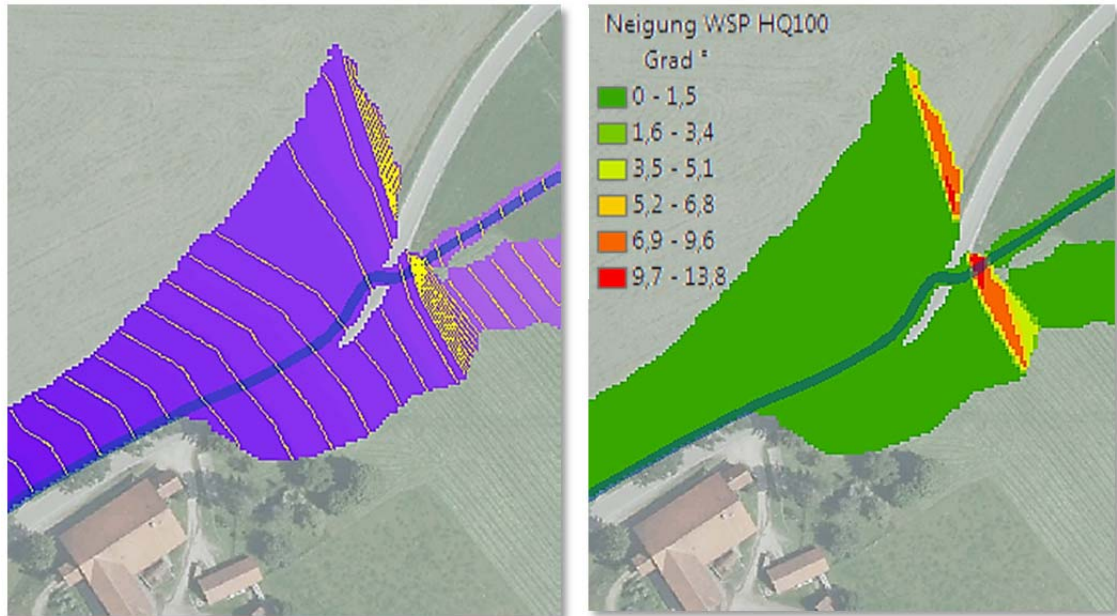 Neigung WSP HQ100
Grad °
0 - 1,5
1,6 - 3,4
3,5 - 5,1
5,2 - 6,8
6,9 - 9,6
9,7 - 13,8